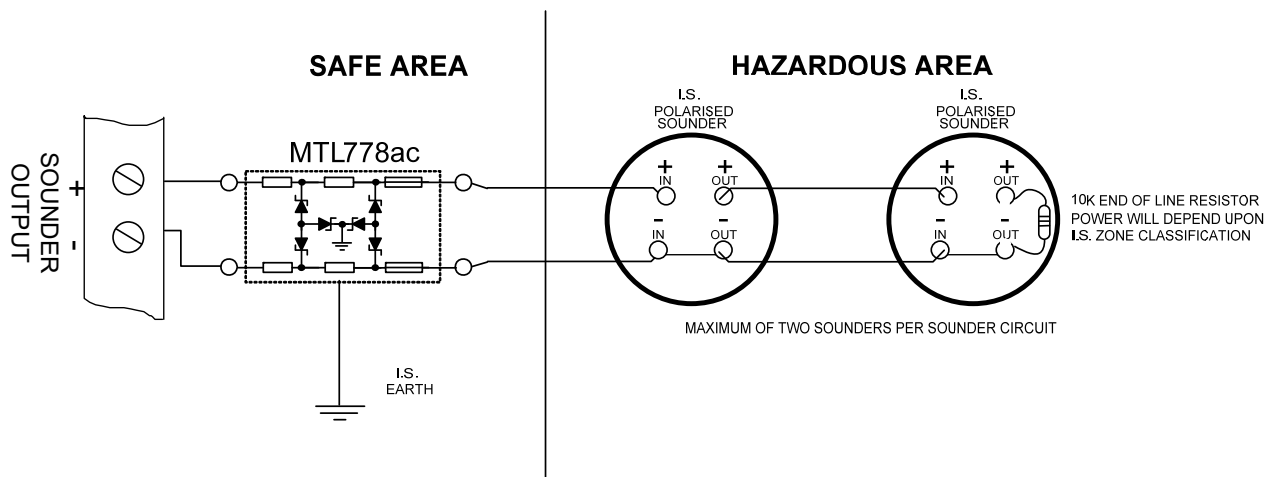 SAFE AREA
HAZARDOUS AREA
I.S.
POLARISED
SOUNDER
I.S.
POLARISED
SOUNDER
SOUNDER
OUTPUT
+
-
MTL778ac
+
+
IN
OUT
-
-
IN
OUT
+
+
IN
OUT
-
-
IN
OUT
10K END OF LINE RESISTOR
POWER WILL DEPEND UPON
I.S. ZONE CLASSIFICATION
MAXIMUM OF TWO SOUNDERS PER SOUNDER CIRCUIT
I.S.
EARTH